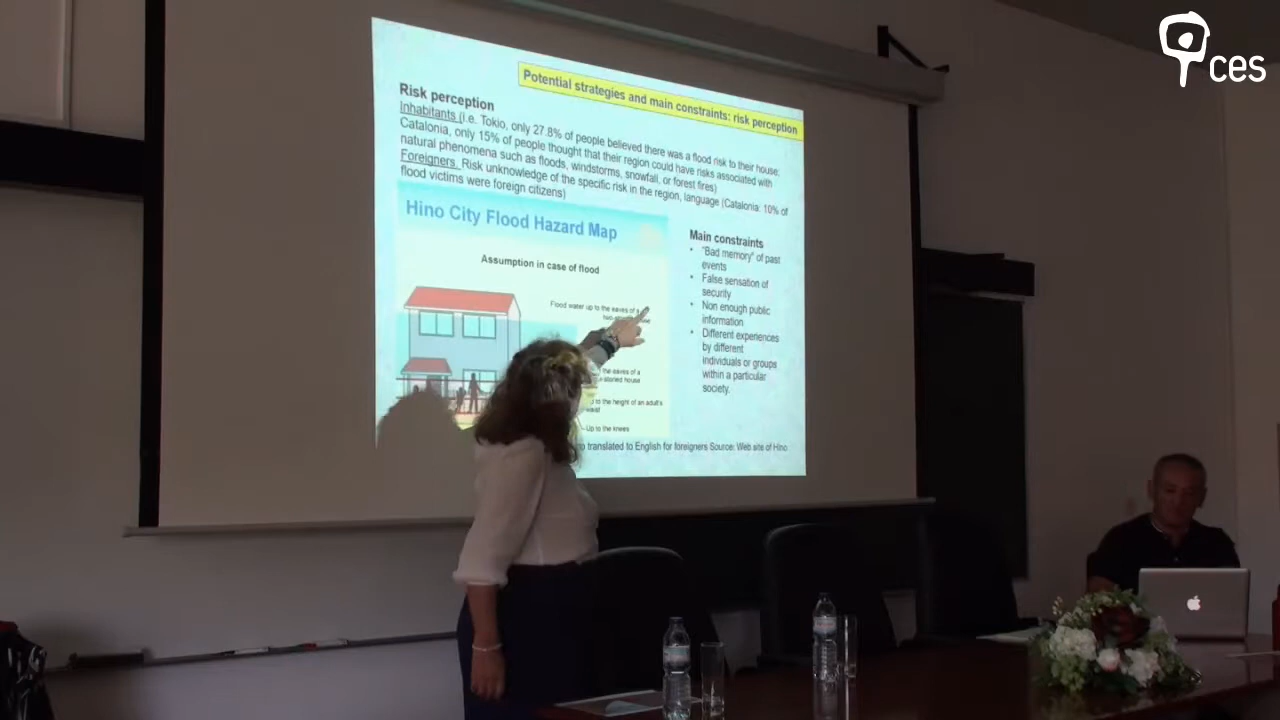 ces
Potential strategies and main constraints: risk perception
Risk perception
Inhabitants (i.e. Tokio, only 27.8% of people believed there was a flood risk to their house;
Catalonia, only 15% of people thought that their region could have risks associated with
natural phenomena such as floods, windstorms, snowfall, or forest fires)
Foreigners. Risk unknowledge of the specific risk in the region, language (Catalonia: 10% of
flood victims were foreign citizens)
Hino City Flood Hazard Map
Assumption in case of flood
Flood water up to the eaves of
the eaves of a
storied house
to the height of an adult's
waist
Up to the knees
translated to English for foreigners Source: Web site of Hino
Main constraints
• "Bad memory" of past
events
• False sensation of
security
• Non enough public
information
• Different experiences
by different
individuals or groups
within a particular
society.